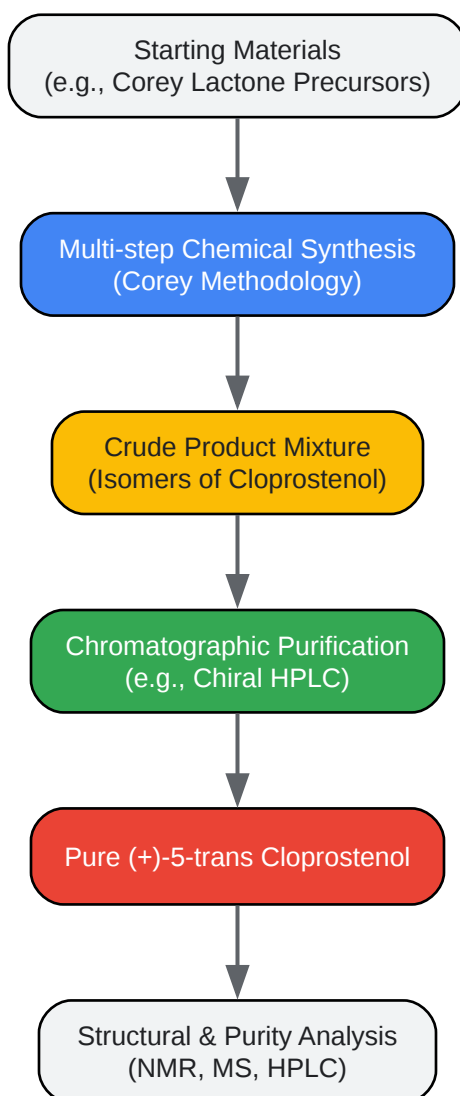 Starting Materials
(e.g., Corey Lactone Precursors)
Multi-step Chemical Synthesis
(Corey Methodology)
Crude Product Mixture
(Isomers of Cloprostenol)
Chromatographic Purification
(e.g., Chiral HPLC)
Pure (+)-5-trans Cloprostenol
Structural & Purity Analysis
(NMR, MS, HPLC)